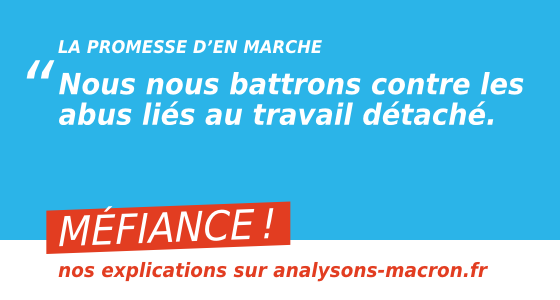 LA PROMESSE D’EN MARCHE
“Nous nous battrons contre les
abus liés au travail détaché.
MÉFIANCE !
nos explications sur analysons-macron.fr